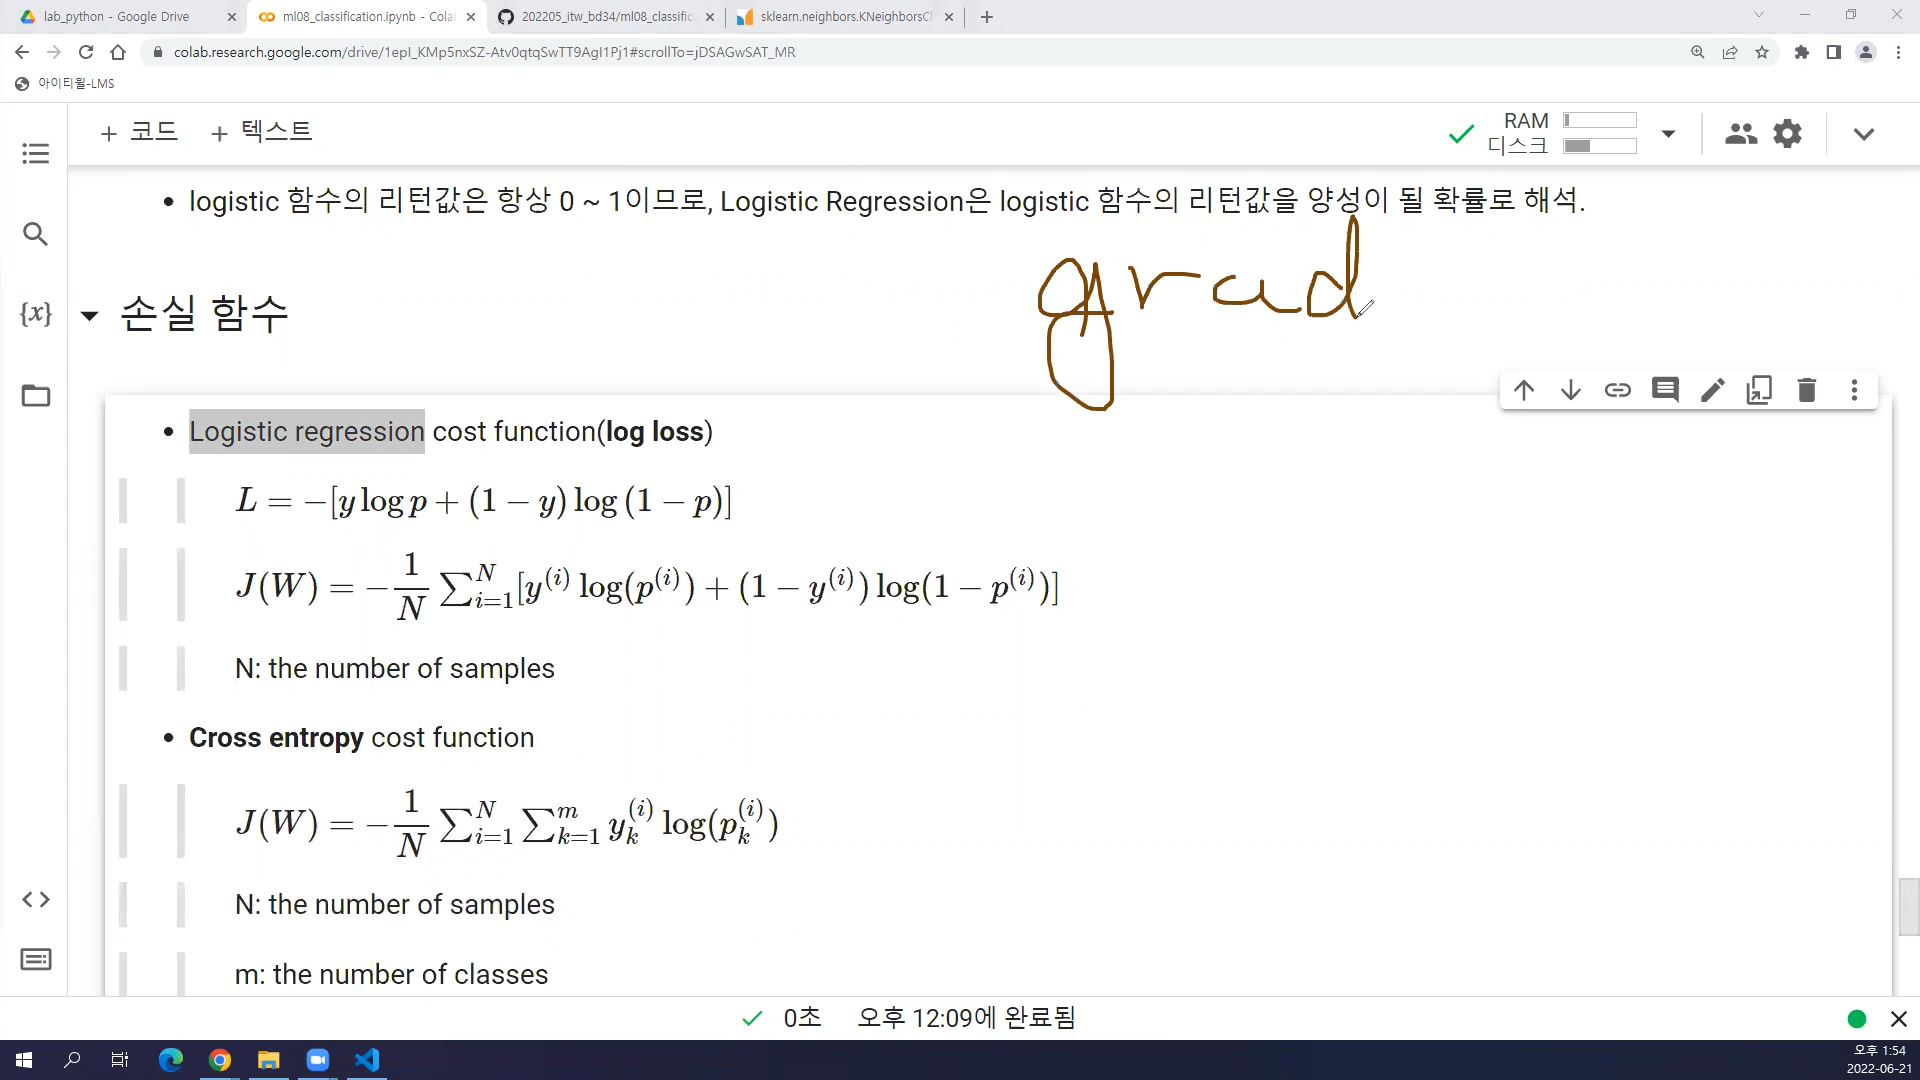 lab_python - Google Drive
ml08_classification.ipynb - Cola
202205_itw_bd34/ml08_classific
sklearn.neighbors.KNeighborsCl
colab.research.google.com/drive/1epI_KMp5nxSZ-Atv0qtqSwTT9AgI1Pj1#scrollTo=jDSAGwSAT_MR
아이티윌-LMS
+ 코드 + 텍스트
RAM
디스크
• logistic 함수의 리턴값은 항상 0 ~ 1이므로, Logistic Regression은 logistic 함수의 리턴값을 양성이 될 확률로 해석.
grad
{x}
손실 함수
• Logistic regression cost function(log loss)
L = −[y log p + (1 − y) log (1 − p)]
J(W) = −\frac{1}{N} ∑_{i=1}^{N} [y^{(i)} log(p^{(i)}) + (1 − y^{(i)}) log(1 − p^{(i)})]
N: the number of samples
• Cross entropy cost function
J(W) = −\frac{1}{N} ∑_{i=1}^{N} ∑_{k=1}^{m} y_k^{(i)} log(p_k^{(i)})
N: the number of samples
m: the number of classes
0초 오후 12:09에 완료됨
오후 1:54
2022-06-21